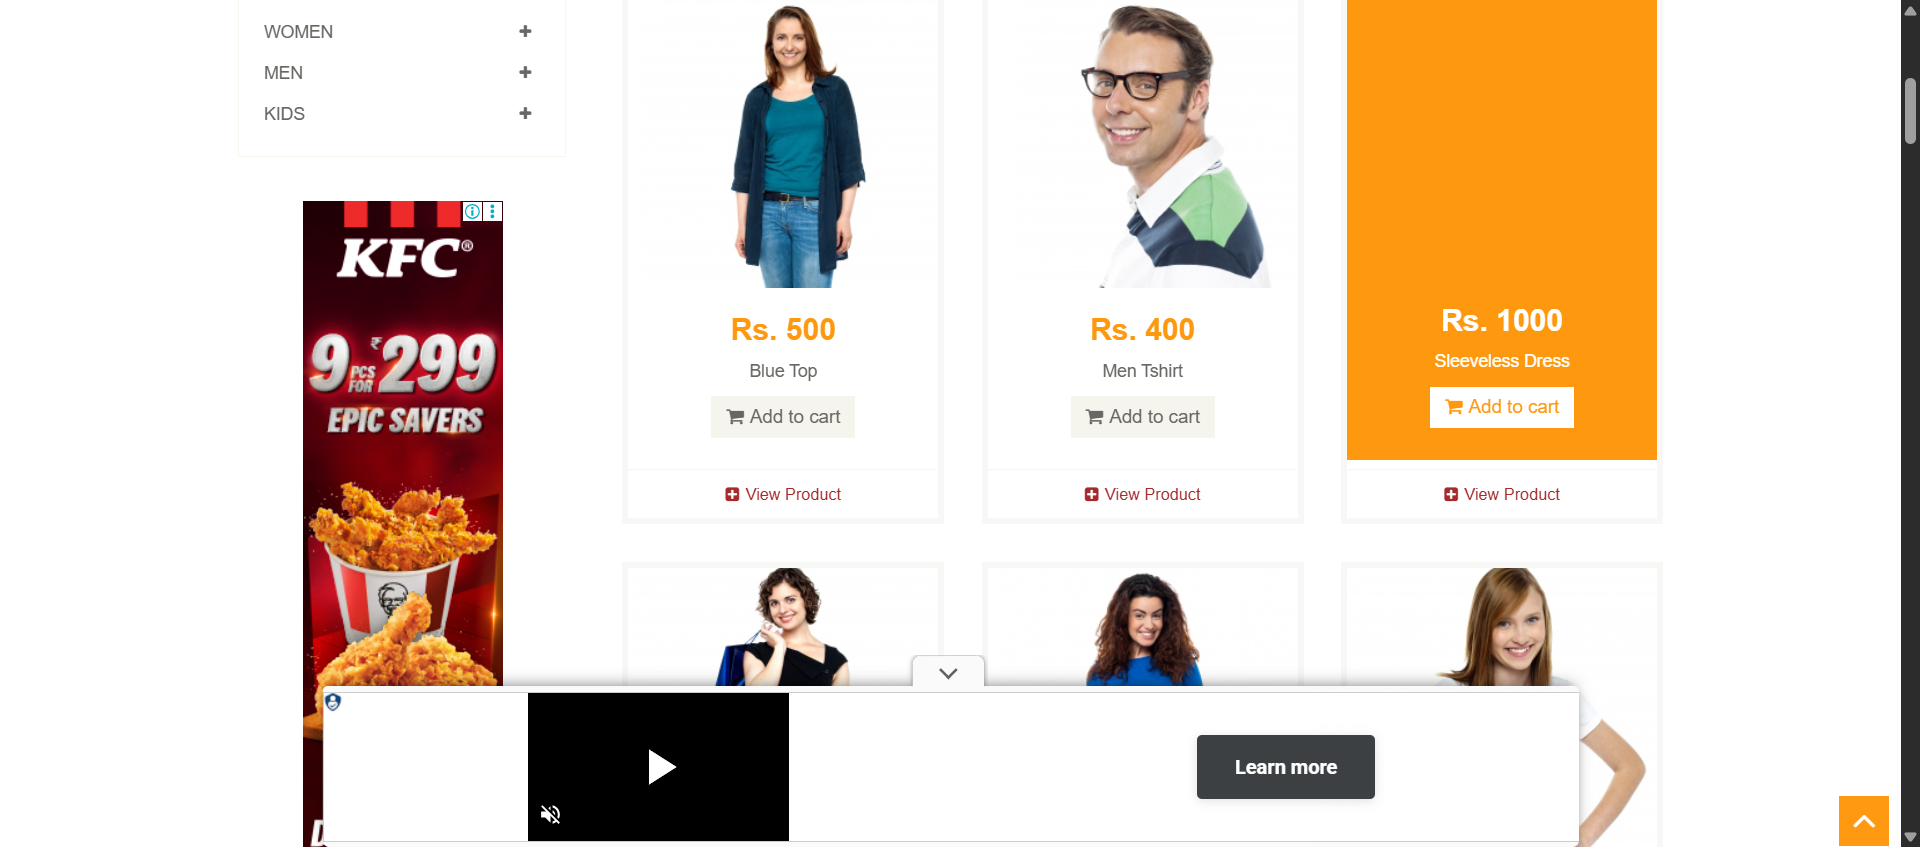 WOMEN
MEN
KIDS
KFC®
9 PCS FOR ₹299
EPIC SAVERS
Rs. 500
Blue Top
Add to cart
View Product
Rs. 400
Men Tshirt
Add to cart
View Product
Rs. 1000
Sleeveless Dress
Add to cart
View Product
Learn more